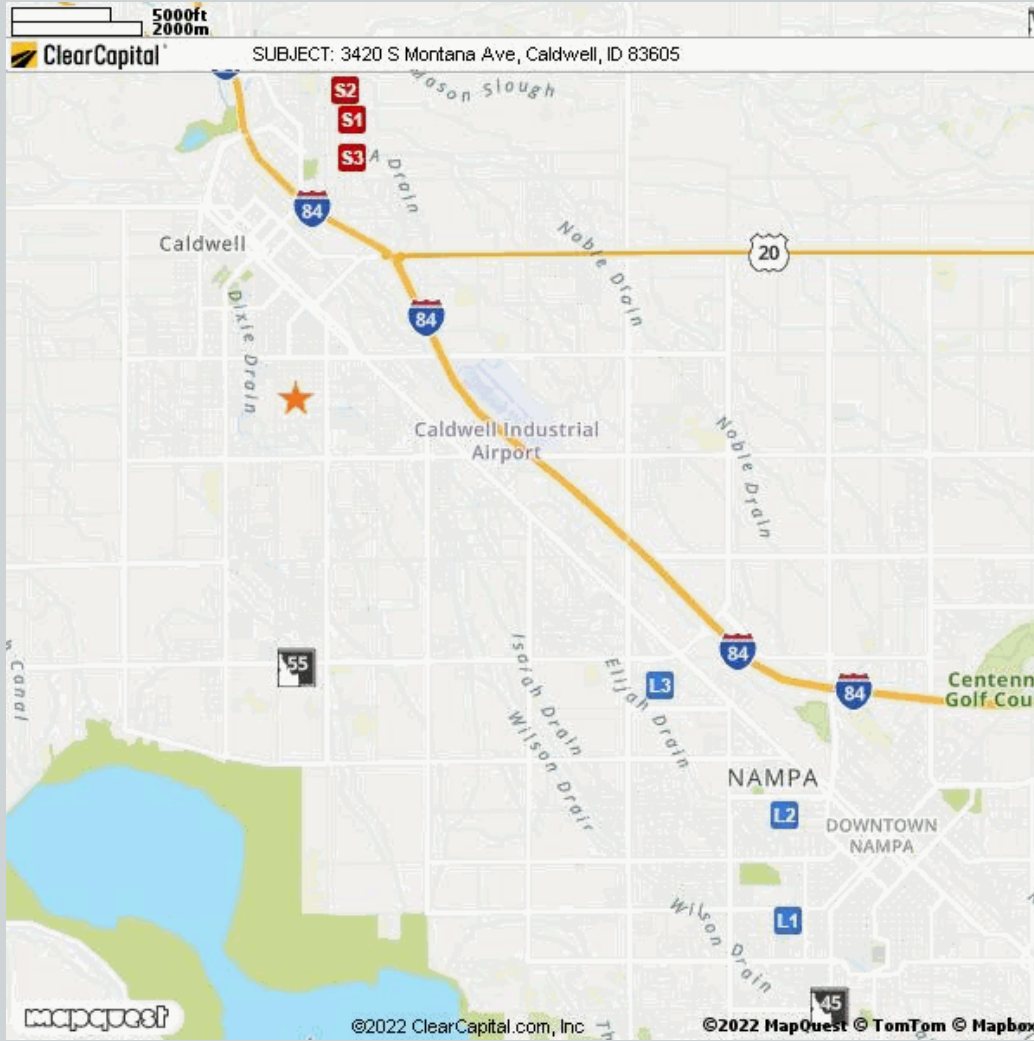 5000ft
2000m
ClearCapital
SUBJECT: 3420 S Montana Ave, Caldwell, ID 83605
S2
Mason Slough
S1
S3
A Drain
84
Caldwell
Noble Drain
20
Dixie Drain
84
Caldwell Industrial
Airport
Noble Drain
55
Canal
Isaiah Drain
Elijah Drain
84
L3
84
Centenn
Golf Cou
Wilson Drain
NAMPA
L2
DOWNTOWN
NAMPA
Wilson Drain
L1
45
mapquest
©2022 ClearCapital.com, Inc
Th
©2022 MapQuest © TomTom © Mapbox